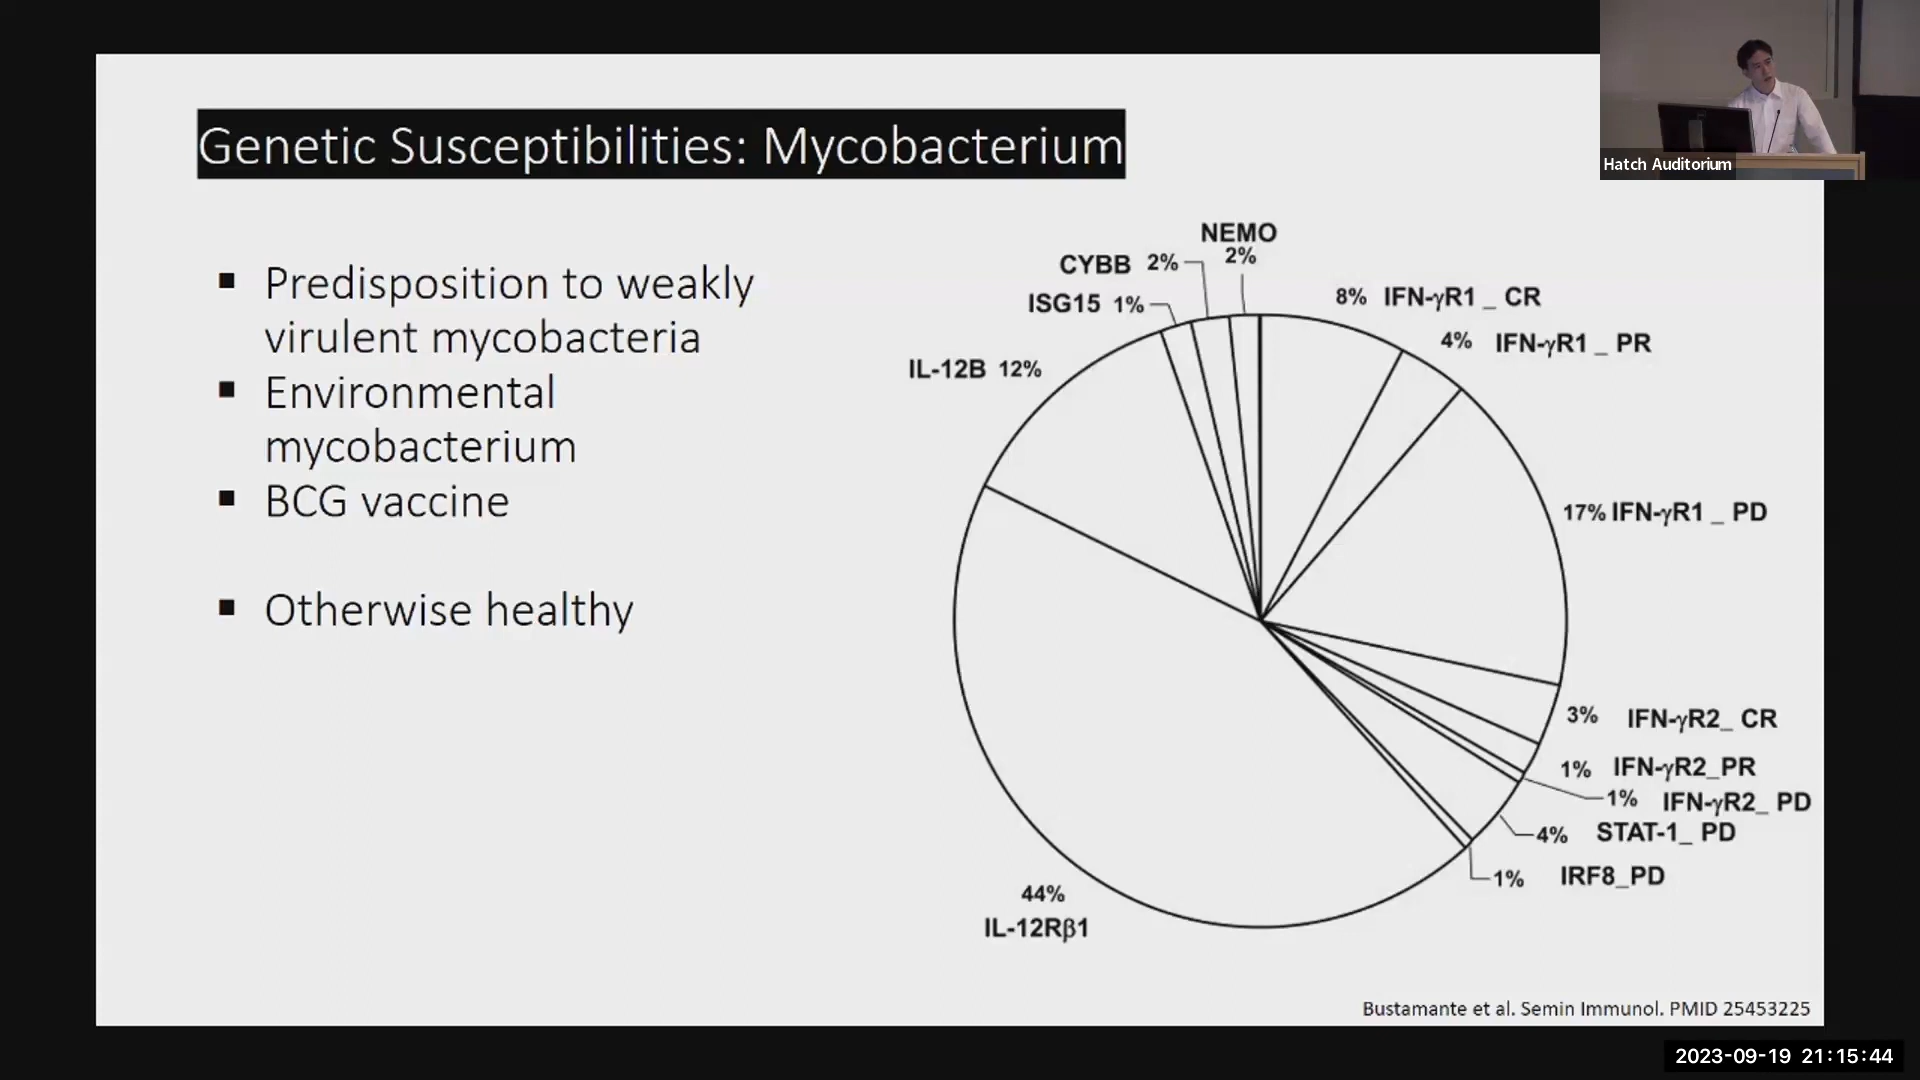 Hatch Auditorium
Genetic Susceptibilities: Mycobacterium
▪ Predisposition to weakly
virulent mycobacteria
▪ Environmental
mycobacterium
▪ BCG vaccine
▪ Otherwise healthy
NEMO
2%
CYBB 2%
ISG15 1%
IL-12B 12%
8% IFN-γR1 _ CR
4% IFN-γR1 _ PR
17% IFN-γR1 _ PD
3% IFN-γR2_ CR
1% IFN-γR2_PR
1% IFN-γR2_ PD
4% STAT-1_ PD
1% IRF8_PD
44%
IL-12Rβ1
Bustamante et al. Semin Immunol. PMID 25453225
2023-09-19 21:15:44